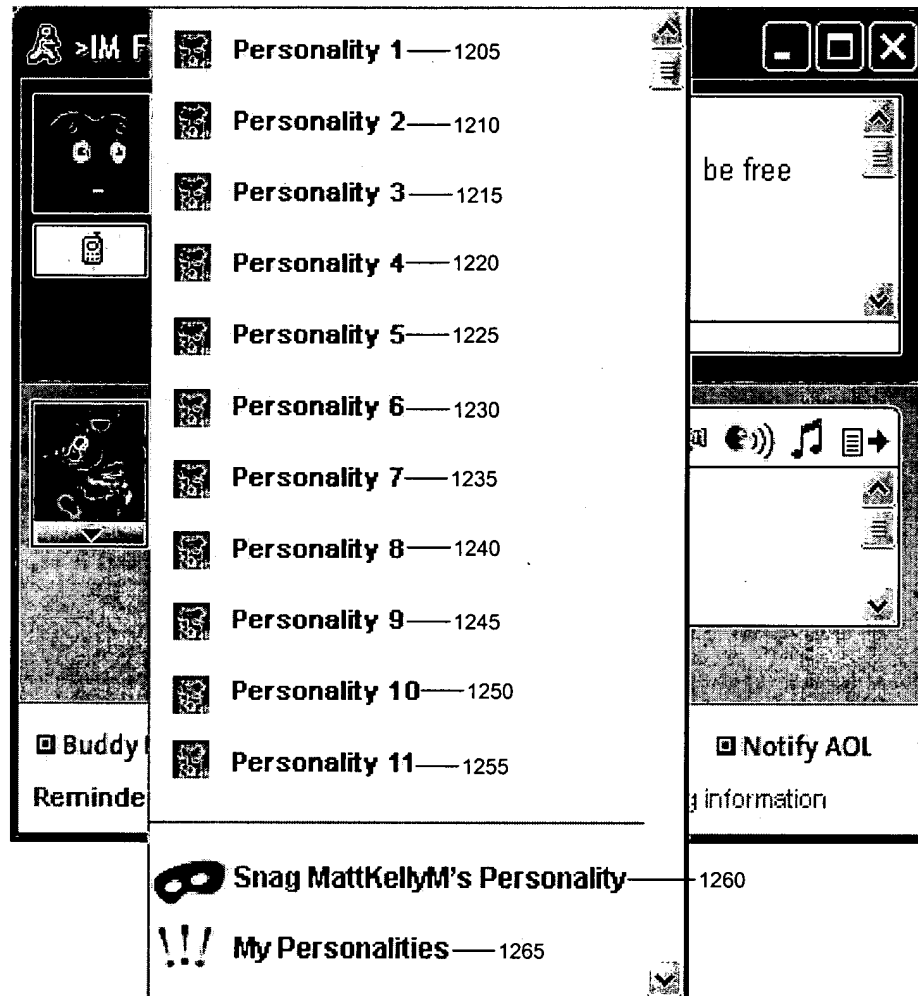 >IM F
Personality 1 1205
Personality 2 1210
be free
Personality 3 1215
Personality 4 1220
Personality 5 1225
Personality 6 1230
Personality 7 1235
Personality 8 1240
Personality 9 1245
Personality 10 1250
Buddy
Notify AOL
Personality 11 1255
Reminde
information
Snag MattKellyM's Personality 1260
My Personalities 1265